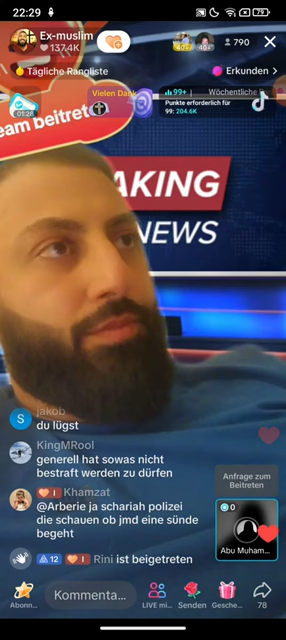 22:29
79
Ex-muslim
137.4K
40+
40+
790
Tägliche Rangliste
Erkunden >
01:28
eam beitrete
Vielen Dank
99+
Wöchentliche
Punkte erforderlich für
99: 204.6K
AKING
NEWS
jakob
du lügst
KingMRool
generell hat sowas nicht
bestraft werden zu dürfen
I Khamzat
@Arberie ja schariah polizei
die schauen ob jmd eine sünde
begeht
12 I Rini ist beigetreten
Anfrage zum
Beitreten
0
Abu Muham...
Abonn...
Kommenta...
LIVE mi...
Senden
Gesche...
78